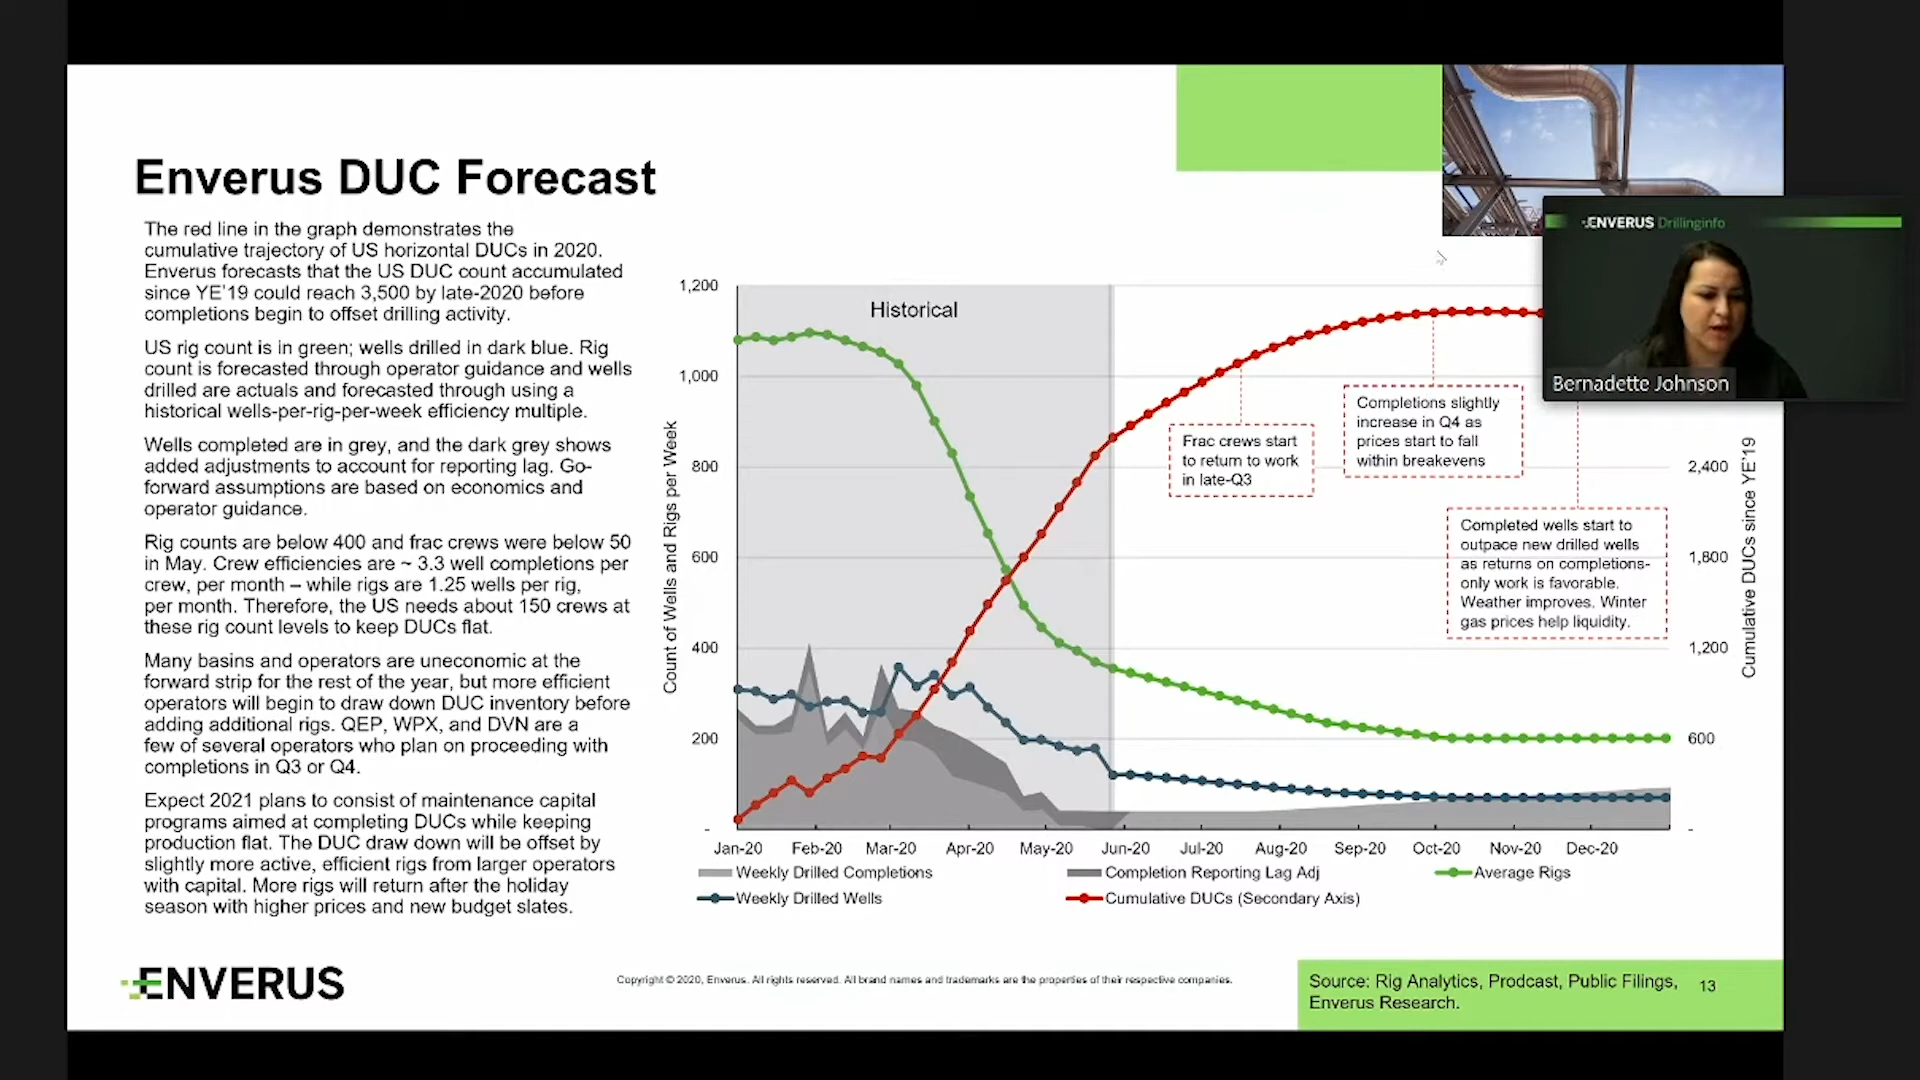 Enverus DUC Forecast
The red line in the graph demonstrates the
cumulative trajectory of US horizontal DUCs in 2020.
Enverus forecasts that the US DUC count accumulated
since YE'19 could reach 3,500 by late-2020 before
completions begin to offset drilling activity.
US rig count is in green; wells drilled in dark blue. Rig
count is forecasted through operator guidance and wells
drilled are actuals and forecasted through using a
historical wells-per-rig-per-week efficiency multiple.
Wells completed are in grey, and the dark grey shows
added adjustments to account for reporting lag. Go-
forward assumptions are based on economics and
operator guidance.
Rig counts are below 400 and frac crews were below 50
in May. Crew efficiencies are ~ 3.3 well completions per
crew, per month – while rigs are 1.25 wells per rig,
per month. Therefore, the US needs about 150 crews at
these rig count levels to keep DUCs flat.
Many basins and operators are uneconomic at the
forward strip for the rest of the year, but more efficient
operators will begin to draw down DUC inventory before
adding additional rigs. QEP, WPX, and DVN are a
few of several operators who plan on proceeding with
completions in Q3 or Q4.
Expect 2021 plans to consist of maintenance capital
programs aimed at completing DUCs while keeping
production flat. The DUC draw down will be offset by
slightly more active, efficient rigs from larger operators
with capital. More rigs will return after the holiday
season with higher prices and new budget slates.
Count of Wells and Rigs per Week
1,200
1,000
800
600
400
200
-
Historical
Frac crews start
to return to work
in late-Q3
Completions slightly
increase in Q4 as
prices start to fall
within breakevens
Completed wells start to
outpace new drilled wells
as returns on completions-
only work is favorable.
Weather improves. Winter
gas prices help liquidity.
2,400
1,800
1,200
600
-
Cumulative DUCs since YE'19
Jan-20 Feb-20 Mar-20 Apr-20 May-20 Jun-20 Jul-20 Aug-20 Sep-20 Oct-20 Nov-20 Dec-20
Weekly Drilled Completions
Completion Reporting Lag Adj
Average Rigs
Weekly Drilled Wells
Cumulative DUCs (Secondary Axis)
ENVERUS Drillinginfo
Bernadette Johnson
ENVERUS
Copyright © 2020, Enverus. All rights reserved. All brand names and trademarks are the properties of their respective companies.
Source: Rig Analytics, Prodcast, Public Filings,
Enverus Research.
13